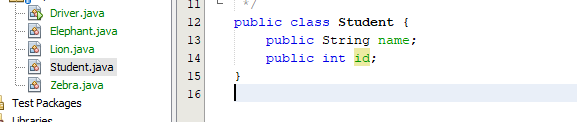 Driver.java
Elephant.java
Lion.java
Student.java
Zebra.java
Test Packages
Libraries
11 */
12 public class Student {
13 public String name;
14 public int id;
15 }
16